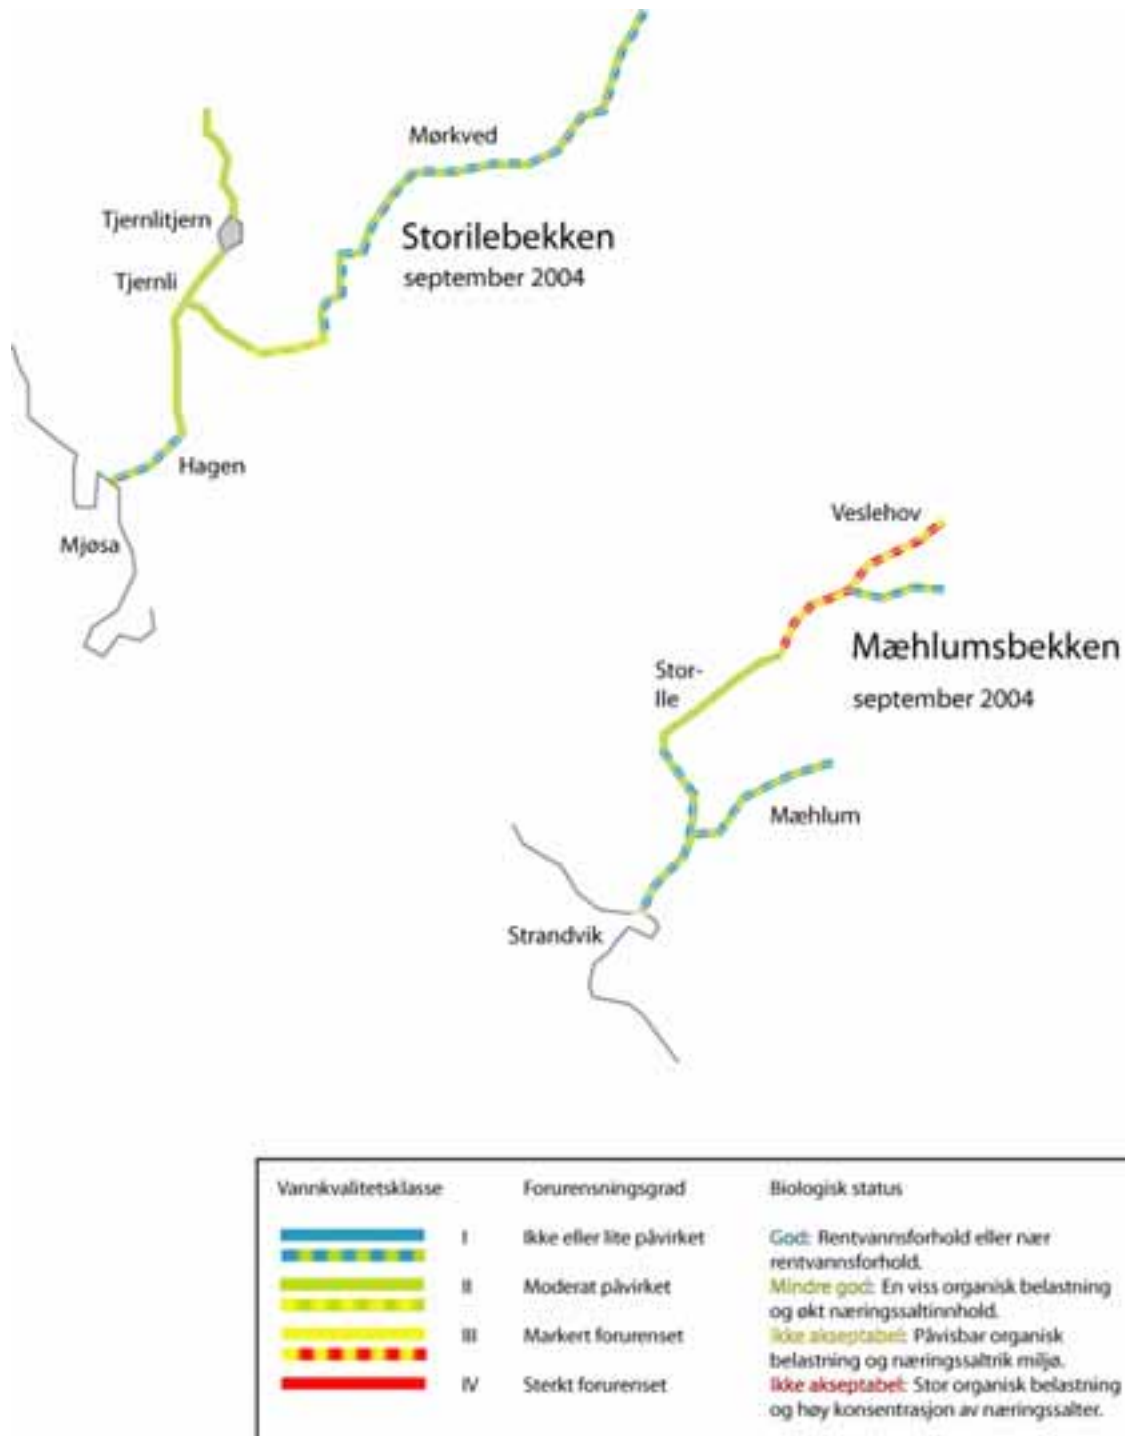 Mørkved
Tjernlitjern
Storilebekken
september 2004
Tjernli
Hagen
Mjøsa
Veslehov
Mæhlumsbekken
september 2004
Stor-
lle
Mæhlum
Strandvik
Vannkvalitetsklasse Forurensningsgrad Biologisk status
I Ikke eller lite påvirket God: Rentvannsforhold eller nær
rentvannsforhold.
II Moderat påvirket Mindre god: En viss organisk belastning
og økt næringssaltinnhold.
III Markert forurenset Ikke akseptabel: Påvisbar organisk
belastning og næringssaltrik miljø.
IV Sterkt forurenset Ikke akseptabel: Stor organisk belastning
og høy konsentrasjon av næringssalter.